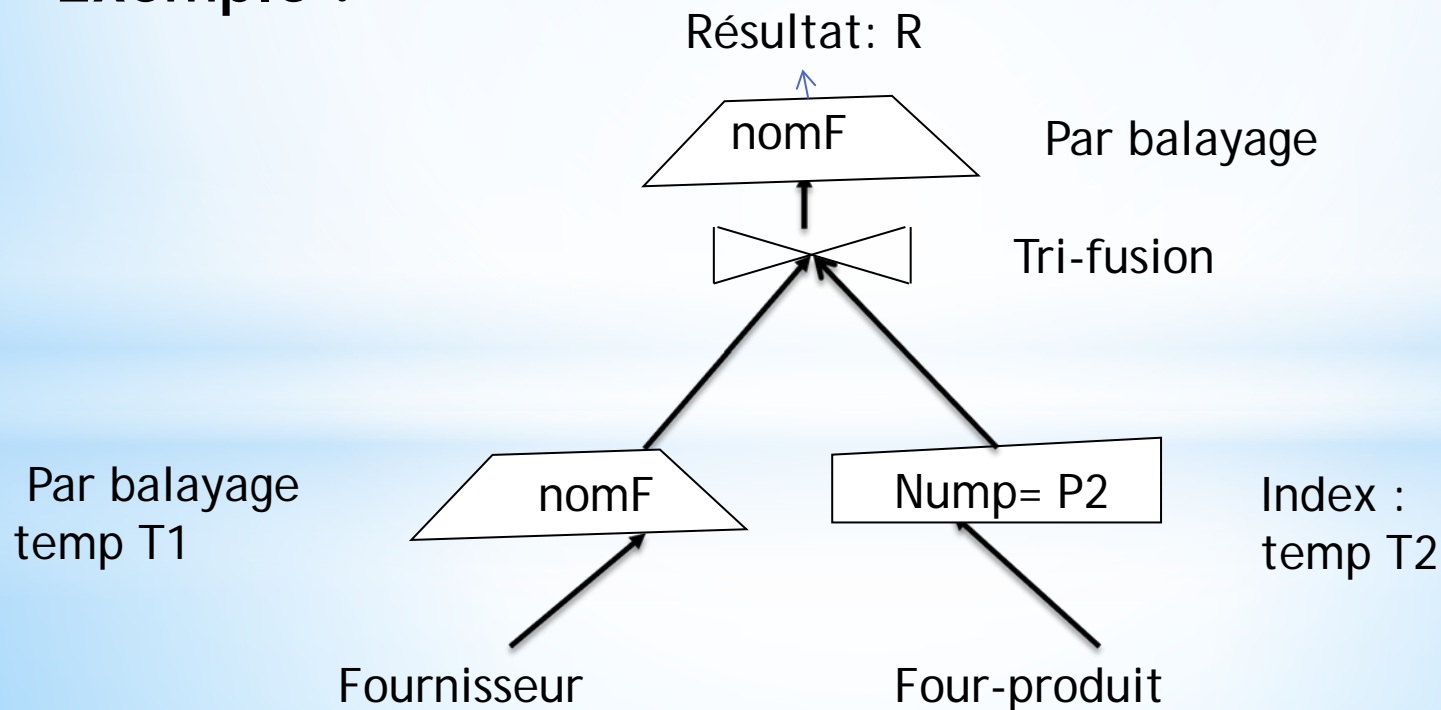 Exemple :
Résultat: R
nomF
Par balayage
Tri-fusion
Par balayage
temp T1
nomF
Nump= P2
Index :
temp T2
Fournisseur
Four-produit